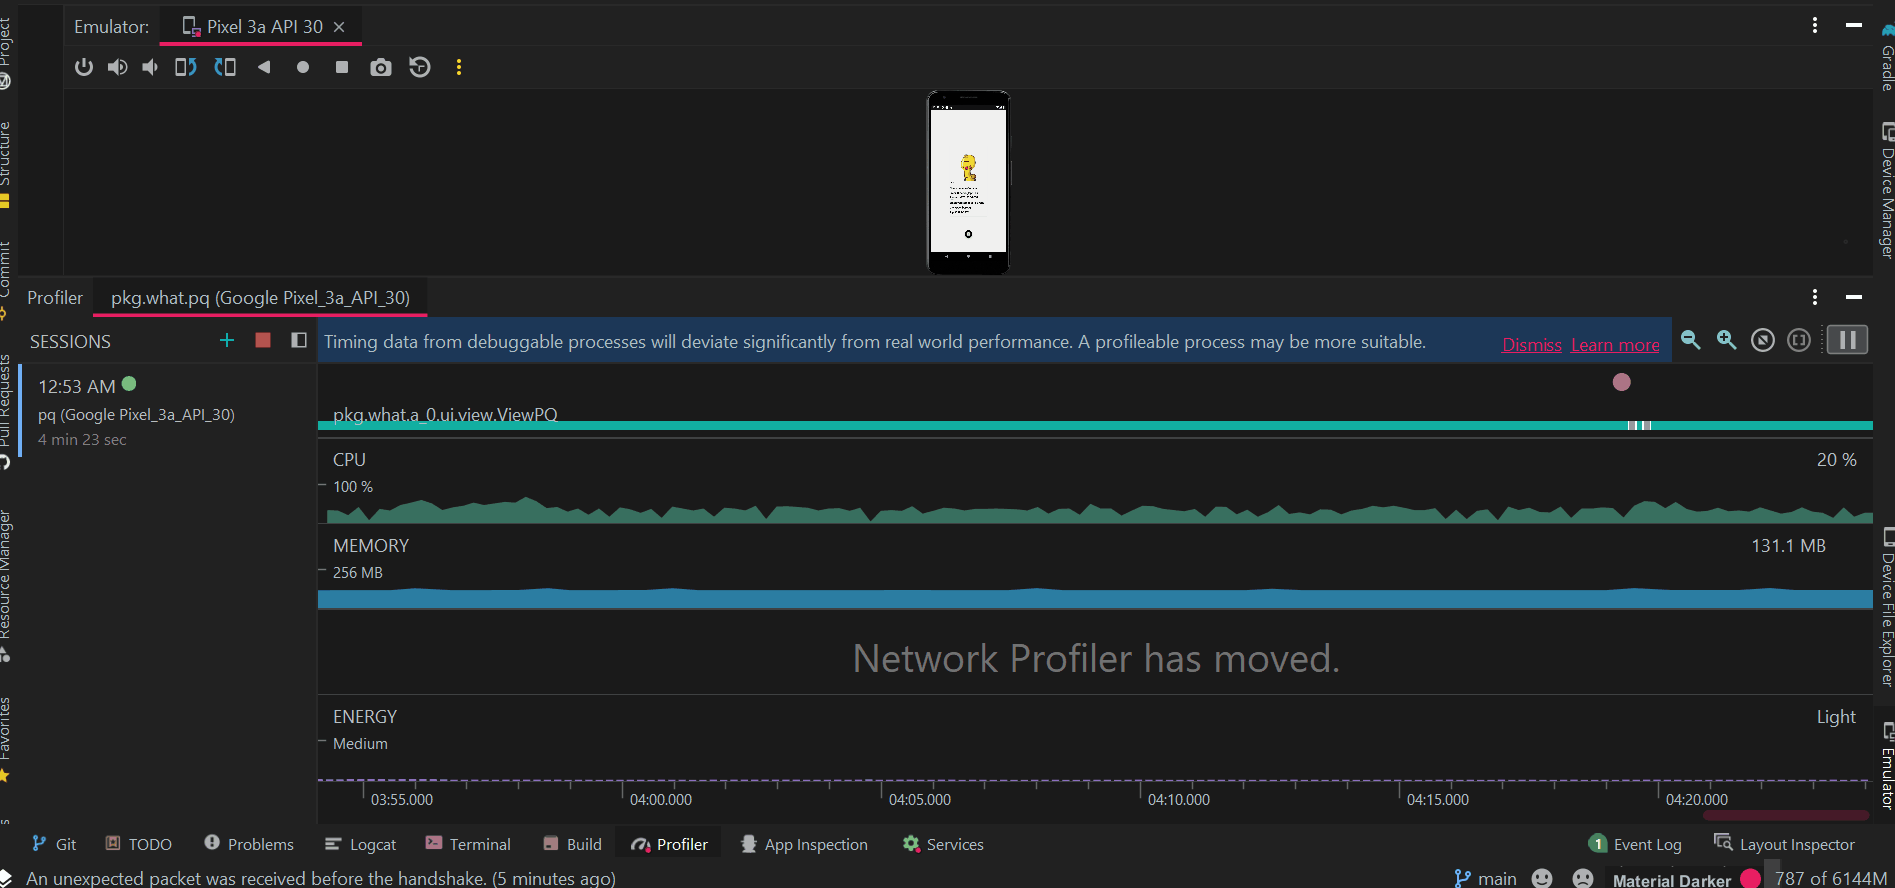 Emulator: Pixel 3a API 30
Project
Structure
Commit
Pull Requests
Resource Manager
Favorites
Gradle
Device Manager
Device File Explorer
Emulator
Profiler pkg.what.pq (Google Pixel_3a_API_30)
SESSIONS
Timing data from debuggable processes will deviate significantly from real world performance. A profileable process may be more suitable. Dismiss Learn more
12:53 AM
pq (Google Pixel_3a_API_30)
4 min 23 sec
pkg.what.a_0.ui.view.ViewPQ
CPU 20 %
100 %
MEMORY 131.1 MB
256 MB
Network Profiler has moved.
ENERGY Light
Medium
03:55.000 04:00.000 04:05.000 04:10.000 04:15.000 04:20.000
Git TODO Problems Logcat Terminal Build Profiler App Inspection Services 1 Event Log Layout Inspector
An unexpected packet was received before the handshake. (5 minutes ago) main Material Darker 787 of 6144M